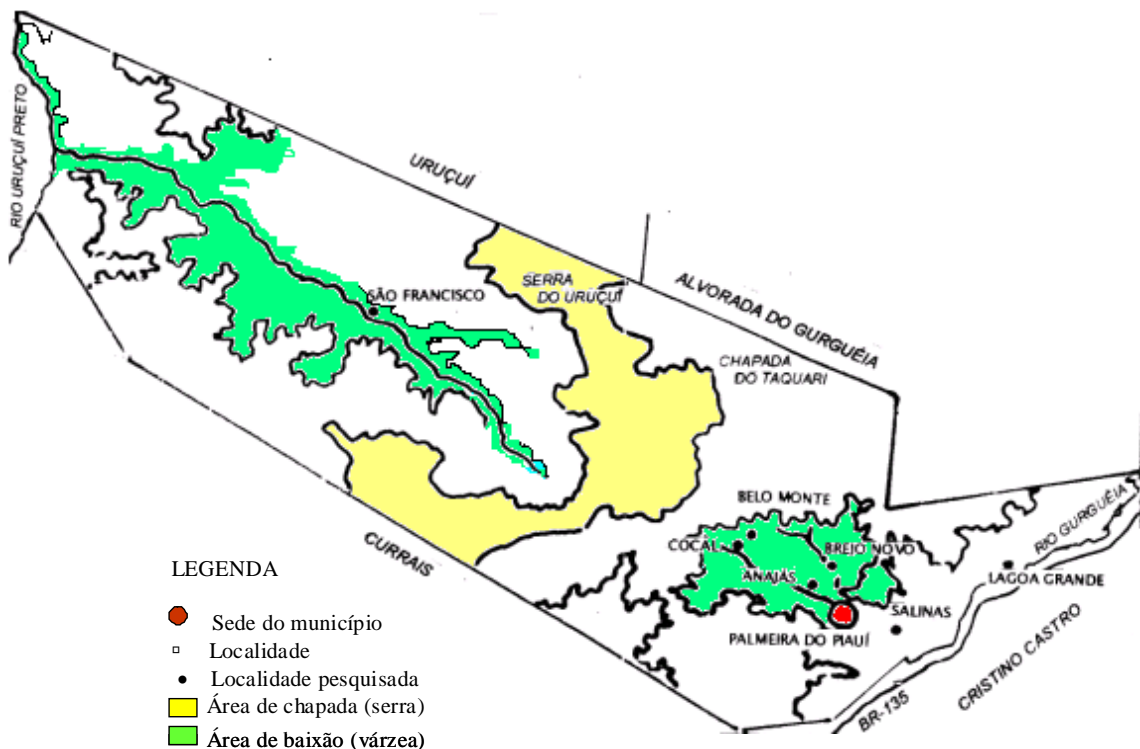 RIO URUÇUÍ PRETO
URUÇUÍ
SÃO FRANCISCO
SERRA
DO URUÇUÍ
ALVORADA DO GURGUÉIA
CHAPADA
DO TAQUARI
CURRAIS
BELO MONTE
COCAL
BREJO NOVO
ANAJÁS
RIO GURGUÉIA
LAGOA GRANDE
SALINAS
PALMEIRA DO PIAUÍ
BR-135
CRISTINO CASTRO
LEGENDA
Sede do município
Localidade
Localidade pesquisada
Área de chapada (serra)
Área de baixão (várzea)